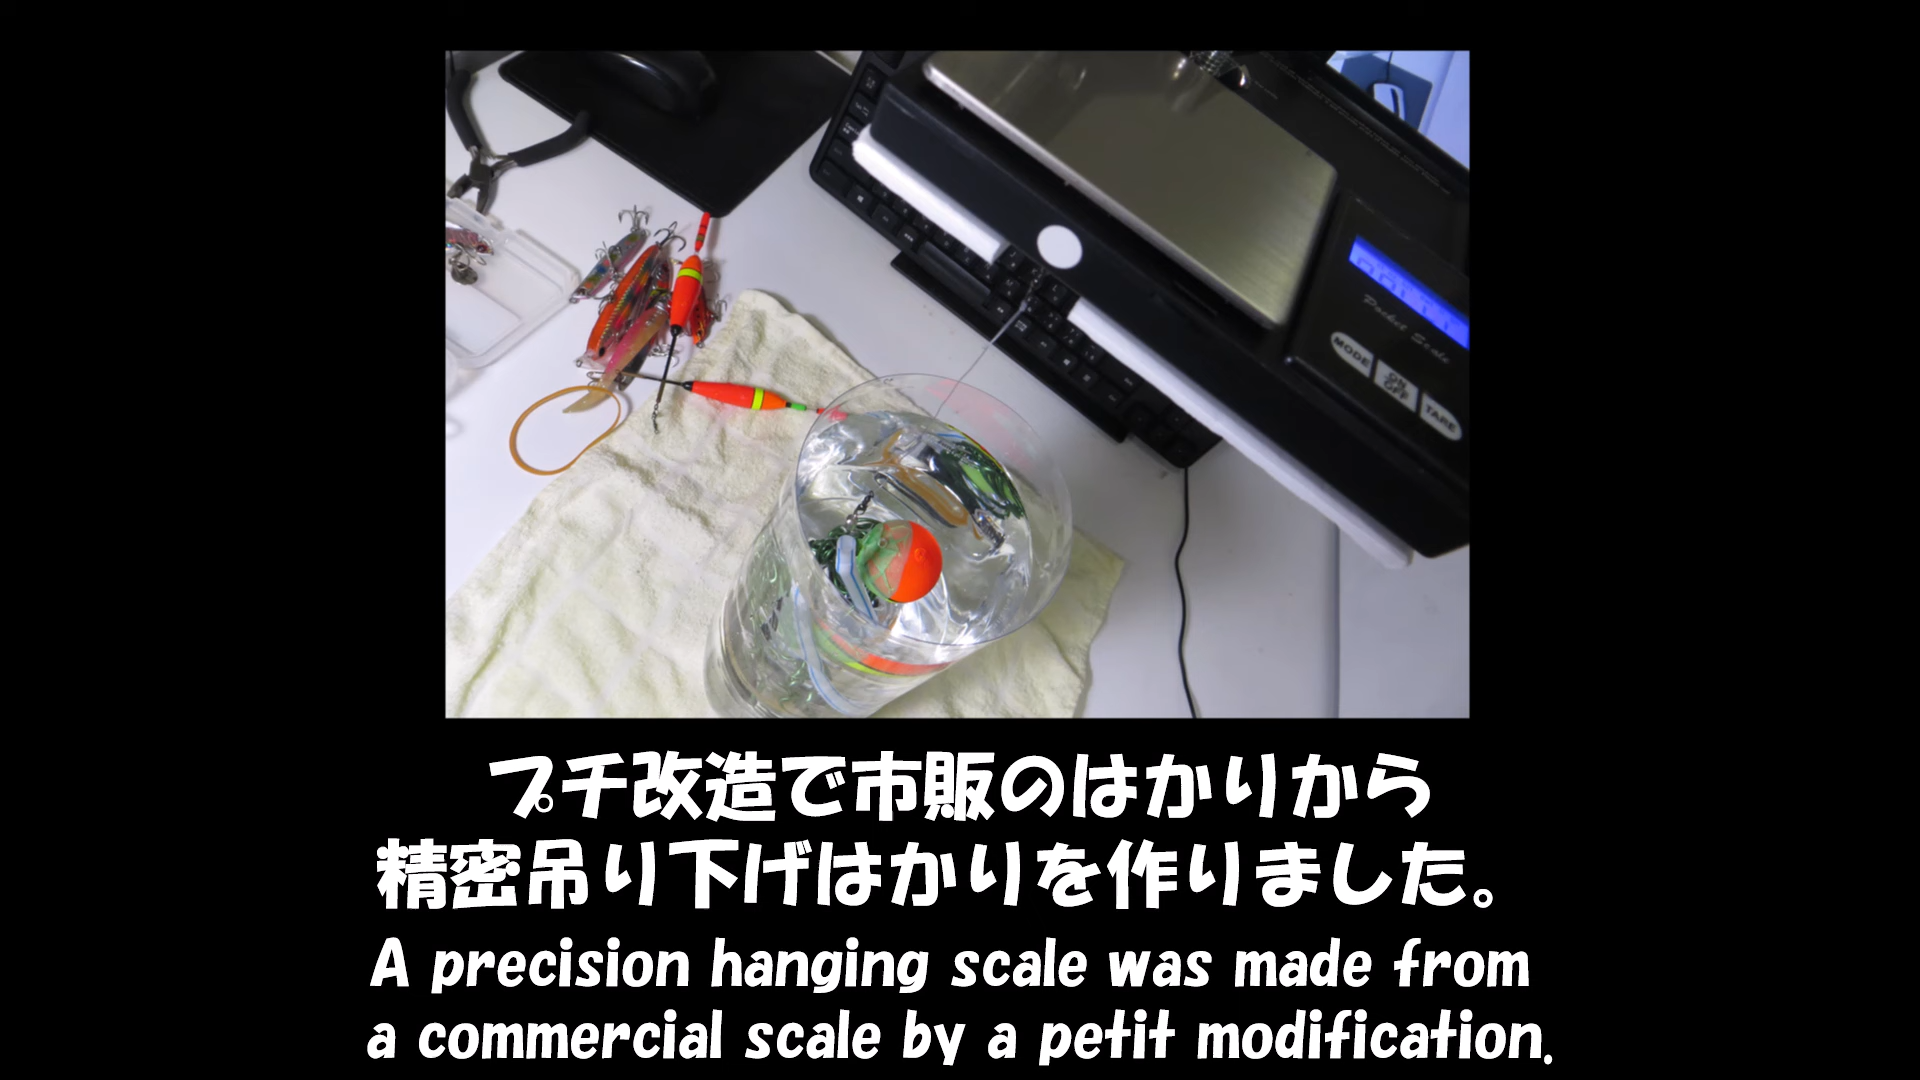 Pocket Scale
MODE
ON
OFF
TARE
プチ改造で市販のはかりから
精密吊り下げはかりを作りました。
A precision hanging scale was made from
a commercial scale by a petit modification.